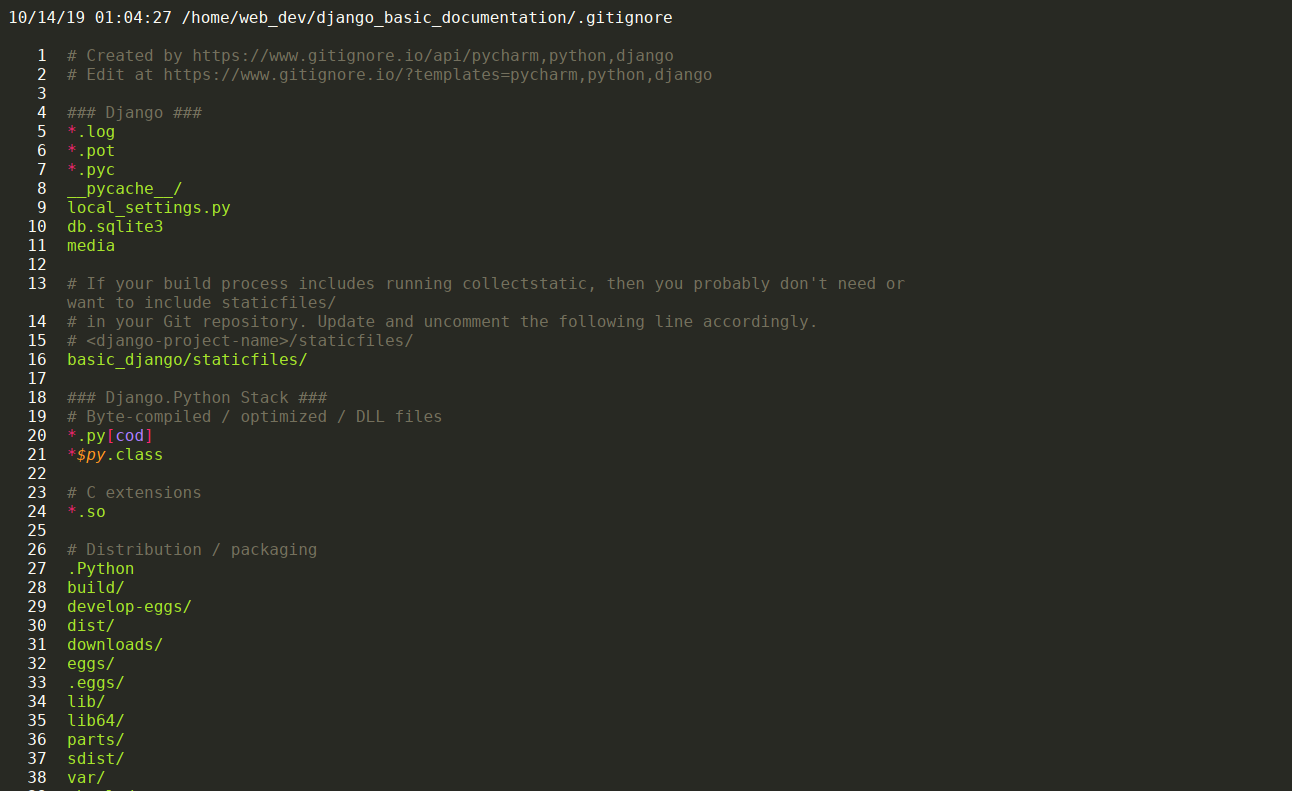 10/14/19 01:04:27 /home/web_dev/django_basic_documentation/.gitignore
1 # Created by https://www.gitignore.io/api/pycharm,python,django
2 # Edit at https://www.gitignore.io/?templates=pycharm,python,django
3
4 ### Django ###
5 *.log
6 *.pot
7 *.pyc
8 __pycache__/
9 local_settings.py
10 db.sqlite3
11 media
12
13 # If your build process includes running collectstatic, then you probably don't need or
want to include staticfiles/
14 # in your Git repository. Update and uncomment the following line accordingly.
15 # <django-project-name>/staticfiles/
16 basic_django/staticfiles/
17
18 ### Django.Python Stack ###
19 # Byte-compiled / optimized / DLL files
20 *.py[cod]
21 *$py.class
22
23 # C extensions
24 *.so
25
26 # Distribution / packaging
27 .Python
28 build/
29 develop-eggs/
30 dist/
31 downloads/
32 eggs/
33 .eggs/
34 lib/
35 lib64/
36 parts/
37 sdist/
38 var/